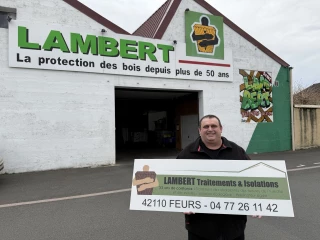 LAMBERT
La protection des bois depuis plus de 50 ans
LAMBERT Traitements & Isolations
42110 FEURS - 04 77 26 11 42